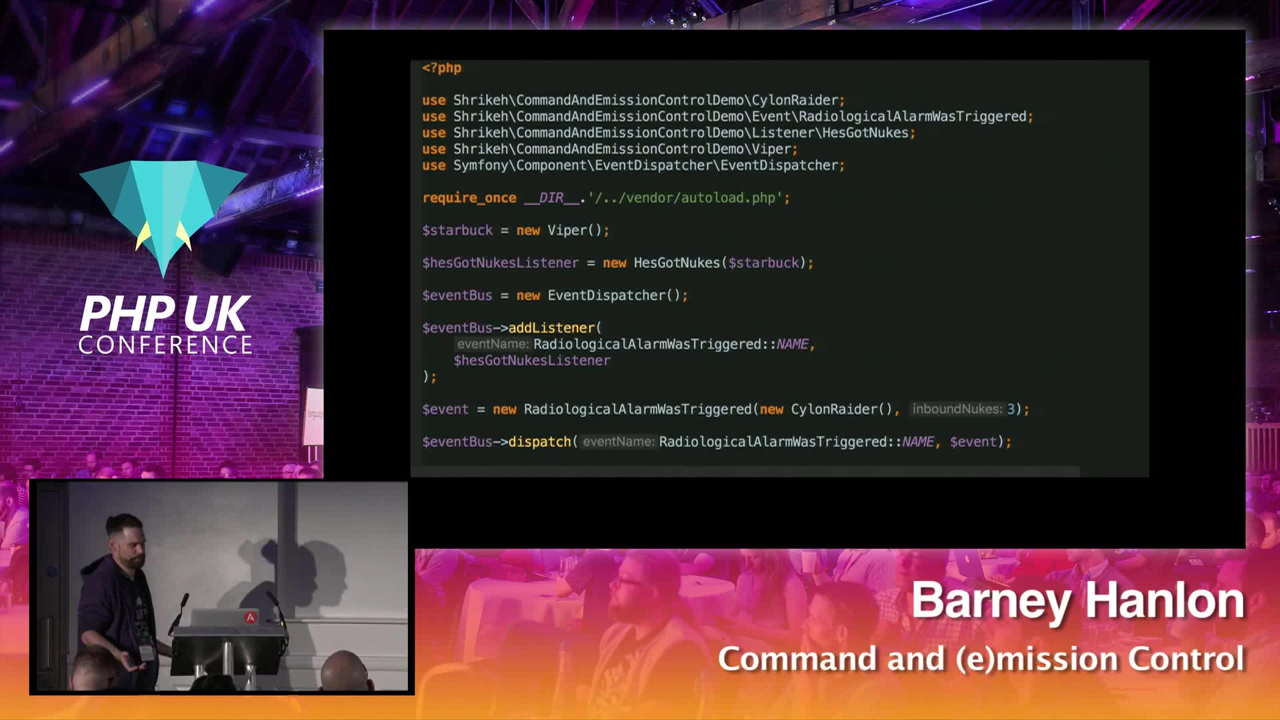 PHP UK
CONFERENCE
<?php
use Shrikeh\CommandAndEmissionControlDemo\CylonRaider;
use Shrikeh\CommandAndEmissionControlDemo\Event\RadiologicalAlarmWasTriggered;
use Shrikeh\CommandAndEmissionControlDemo\Listener\HesGotNukes;
use Shrikeh\CommandAndEmissionControlDemo\Viper;
use Symfony\Component\EventDispatcher\EventDispatcher;
require_once __DIR__.'/../vendor/autoload.php';
$starbuck = new Viper();
$hesGotNukesListener = new HesGotNukes($starbuck);
$eventBus = new EventDispatcher();
$eventBus->addListener(
eventName: RadiologicalAlarmWasTriggered::NAME,
$hesGotNukesListener
);
$event = new RadiologicalAlarmWasTriggered(new CylonRaider(), inboundNukes: 3);
$eventBus->dispatch( eventName: RadiologicalAlarmWasTriggered::NAME, $event);
Barney Hanlon
Command and (e)mission Control